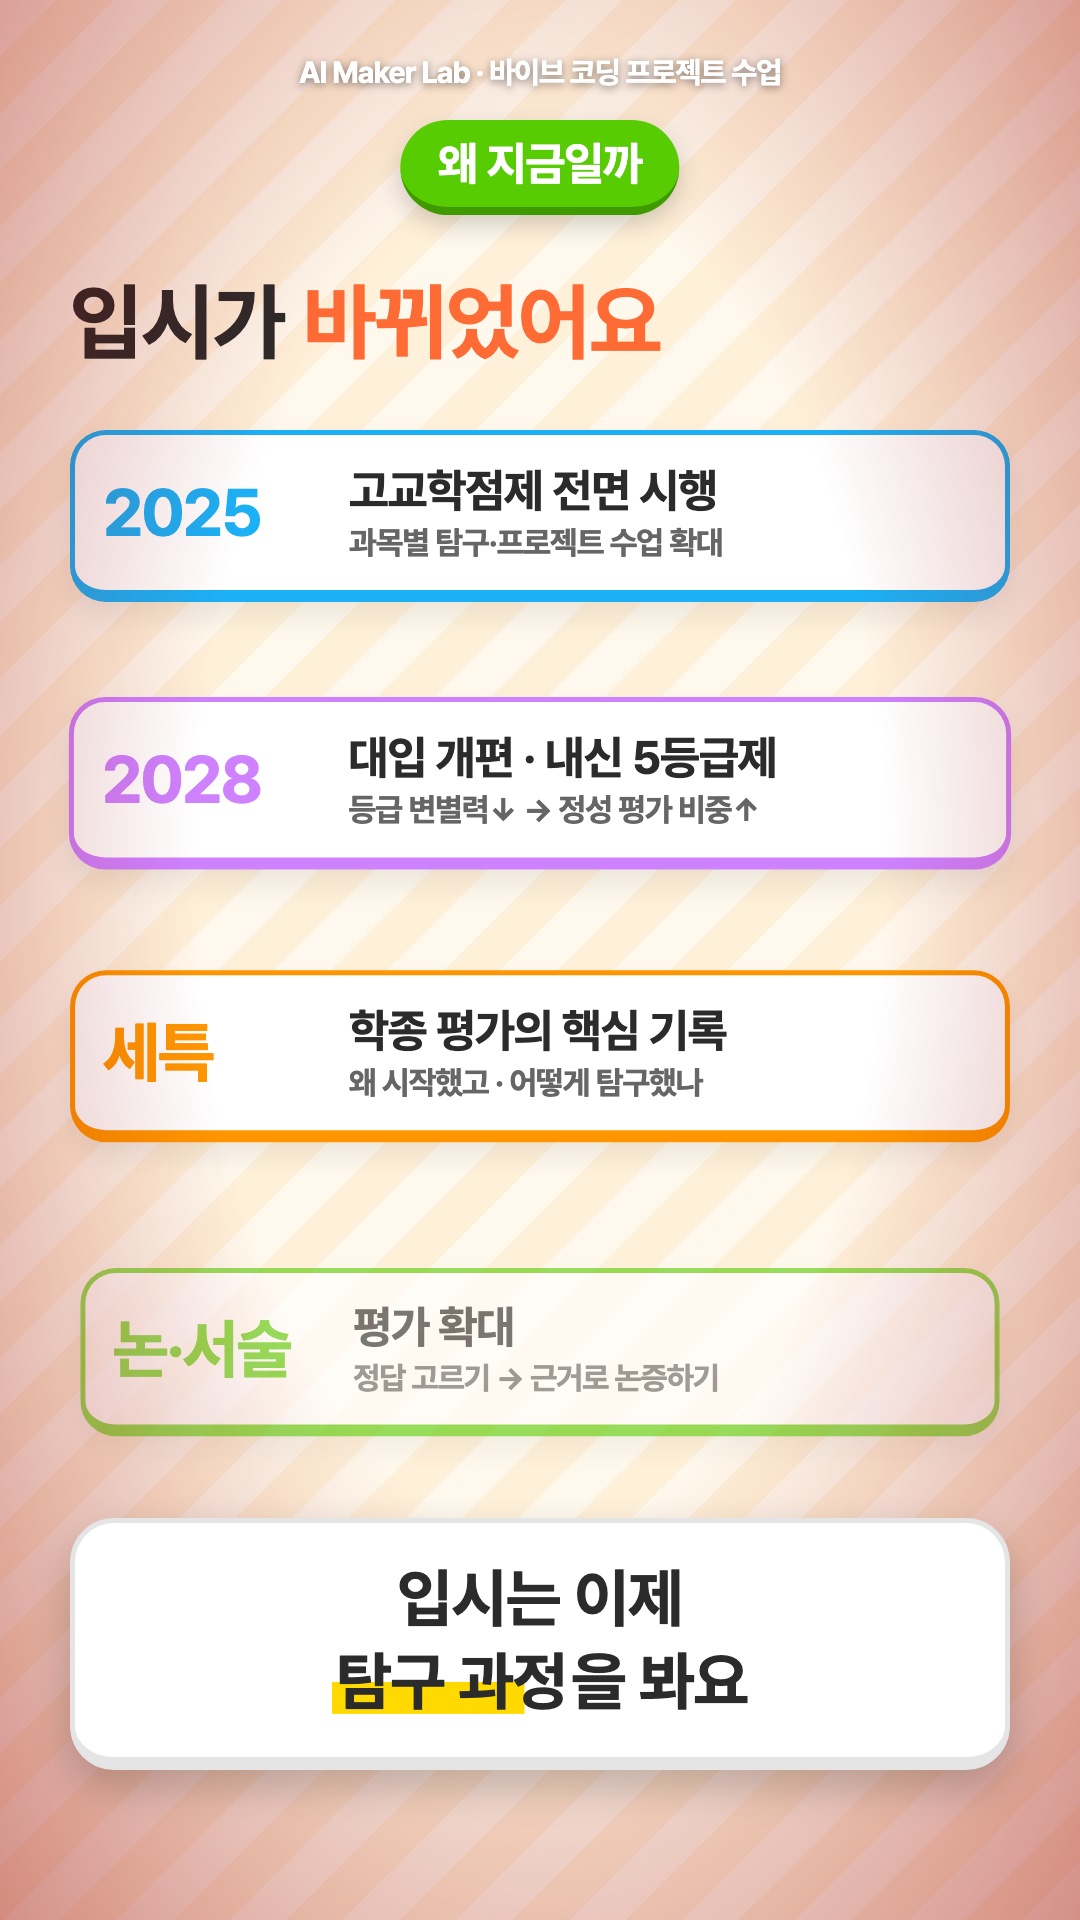 AI Maker Lab · 바이브 코딩 프로젝트 수업
왜 지금일까
입시가 바뀌었어요
2025
고교학점제 전면 시행
과목별 탐구·프로젝트 수업 확대
2028
대입 개편 · 내신 5등급제
등급 변별력↓ → 정성 평가 비중↑
세특
학종 평가의 핵심 기록
왜 시작했고 · 어떻게 탐구했나
논·서술
평가 확대
정답 고르기 → 근거로 논증하기
입시는 이제
탐구 과정을 봐요